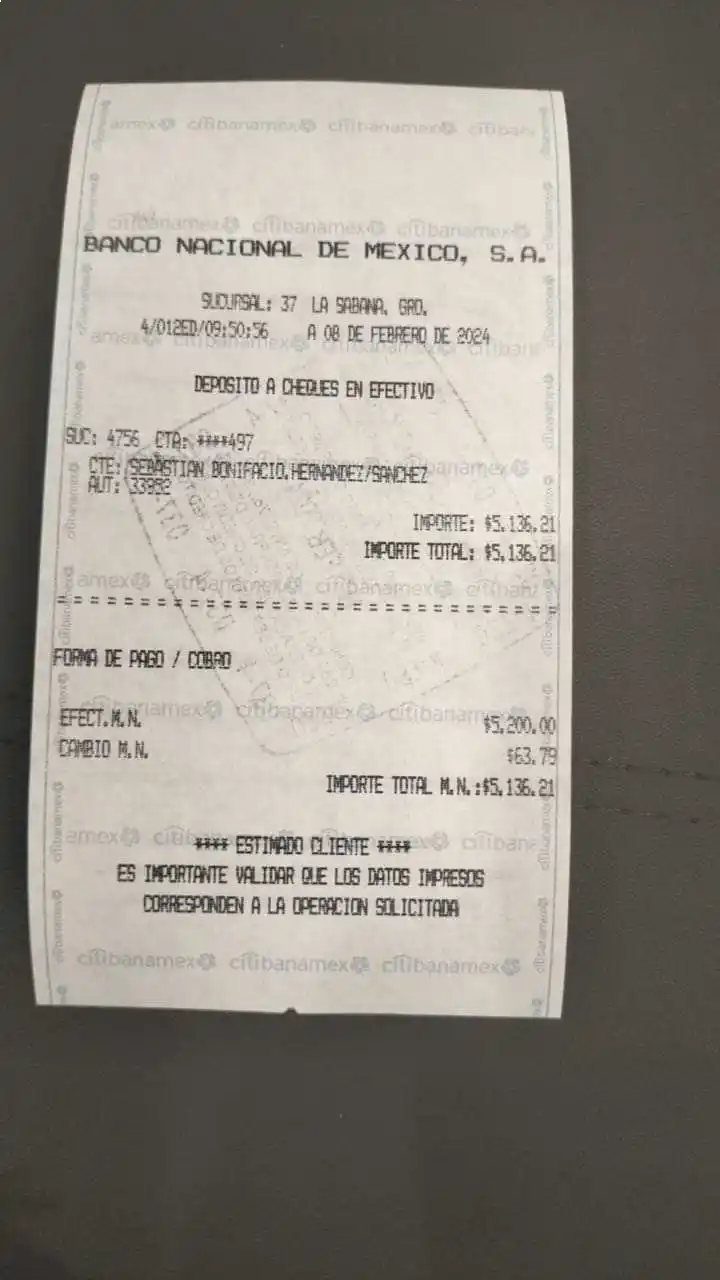 BANCO NACIONAL DE MEXICO, S.A.
SUCURSAL: 37 LA SABANA, GRO.
4/012ED/09:50:56 A 08 DE FEBRERO DE 2024
DEPOSITO A CHEQUES EN EFECTIVO
SUC: 4756 CTA: ****497
CTE: SEBASTIAN BONIFACIO,HERNANDEZ/SANCHEZ
AUT: 33952
IMPORTE: $5,136.21
IMPORTE TOTAL: $5,136.21
FORMA DE PAGO / COBRO
EFECT.M.N. $5,200.00
CAMBIO M.N. $63.79
IMPORTE TOTAL M.N.:$5,136.21
**** ESTIMADO CLIENTE ****
ES IMPORTANTE VALIDAR QUE LOS DATOS IMPRESOS
CORRESPONDEN A LA OPERACION SOLICITADA
citibanamex citibanamex citibanamex